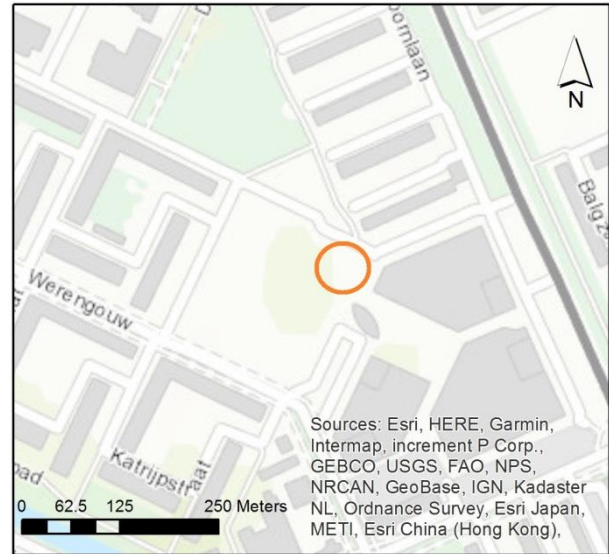 N
Werengouw
Katrijpstraat
0 62.5 125 250 Meters
Sources: Esri, HERE, Garmin,
Intermap, increment P Corp.,
GEBCO, USGS, FAO, NPS,
NRCAN, GeoBase, IGN, Kadaster
NL, Ordnance Survey, Esri Japan,
METI, Esri China (Hong Kong),